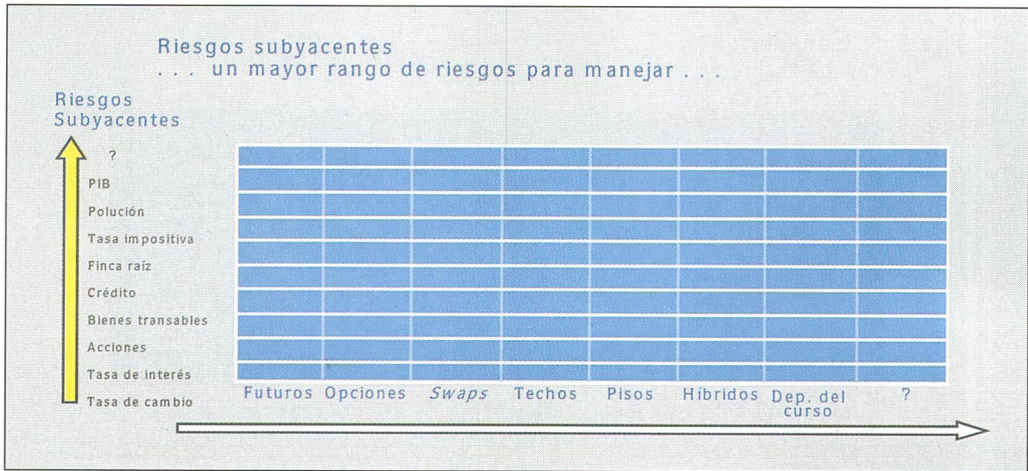 Riesgos subyacentes
. . . un mayor rango de riesgos para manejar . . .
Riesgos
Subyacentes
?
PIB
Polución
Tasa impositiva
Finca raíz
Crédito
Bienes transables
Acciones
Tasa de interés
Tasa de cambio
Futuros Opciones Swaps Techos Pisos Híbridos Dep. del ?
curso